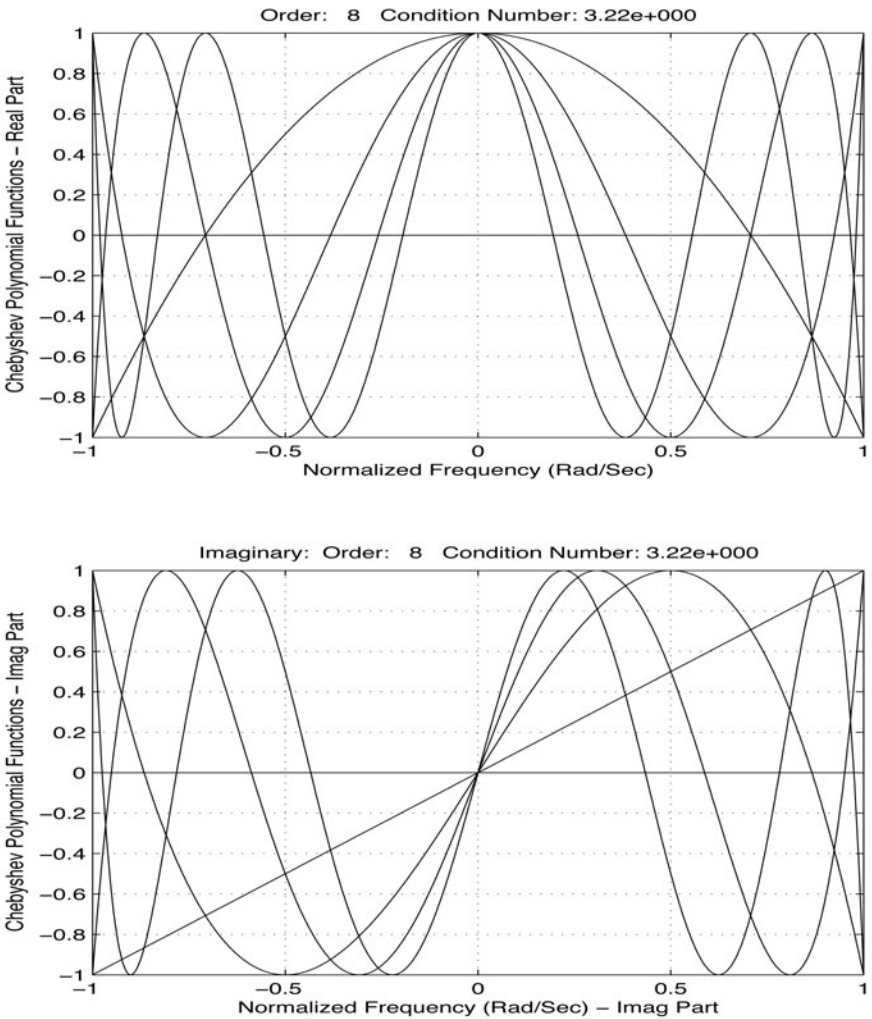 Order: 8 Condition Number: 3.22e+000
Chebyshev Polynomial Functions − Real Part
1
0.8
0.6
0.4
0.2
0
−0.2
−0.4
−0.6
−0.8
−1
−1 −0.5 0 0.5 1
Normalized Frequency (Rad/Sec)
Imaginary: Order: 8 Condition Number: 3.22e+000
Chebyshev Polynomial Functions − Imag Part
1
0.8
0.6
0.4
0.2
0
−0.2
−0.4
−0.6
−0.8
−1
−1 −0.5 0 0.5 1
Normalized Frequency (Rad/Sec) − Imag Part